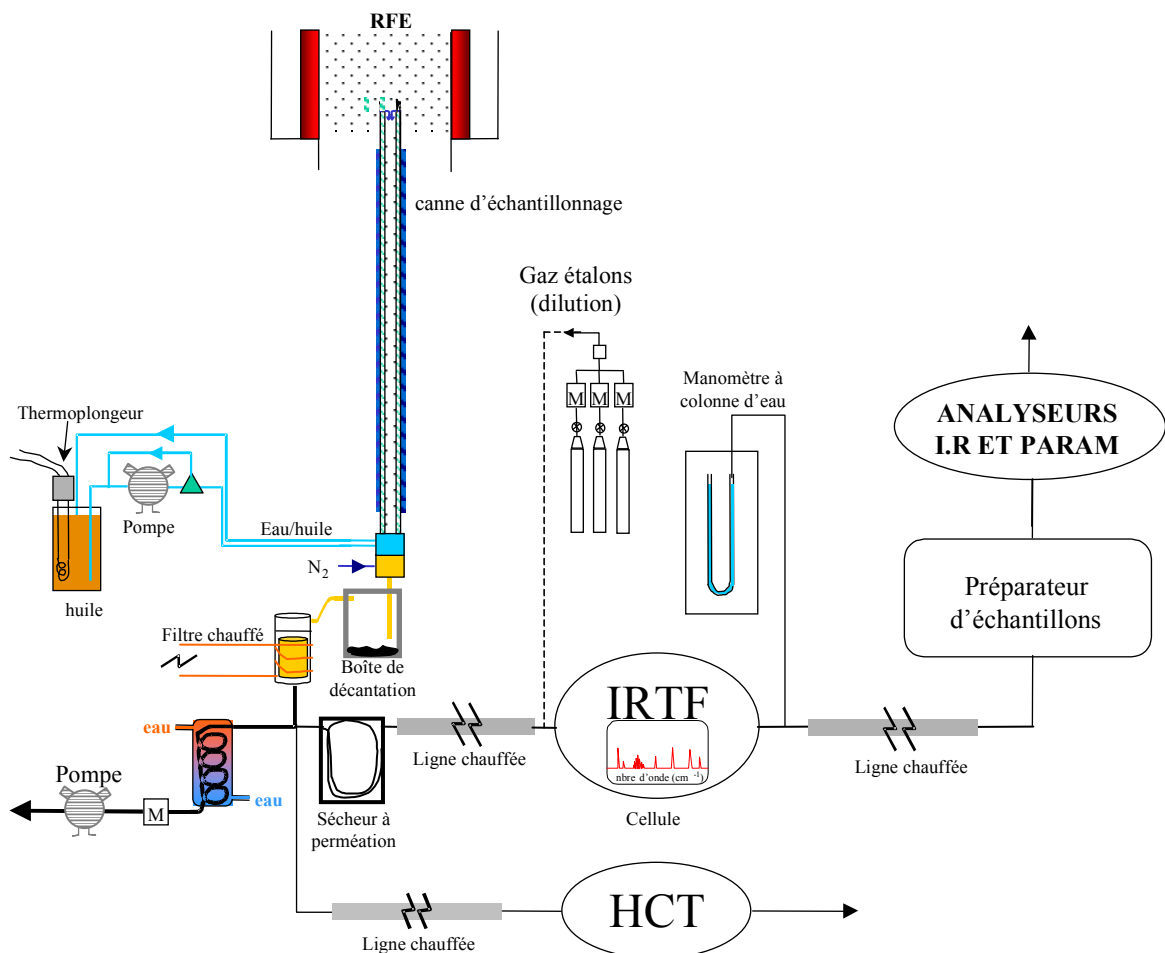 RFE
canne d'échantillonnage
Gaz étalons
(dilution)
M M M
Manomètre à
colonne d'eau
ANALYSEURS
I.R ET PARAM
Thermoplongeur
Pompe
Eau/huile
N2
huile
Préparateur
d'échantillons
Filtre chauffé
Boîte de
décantation
IRTF
nbre d'onde (cm -1)
Cellule
eau
eau
Ligne chauffée
Ligne chauffée
Pompe
M
Sécheur à
perméation
HCT
Ligne chauffée